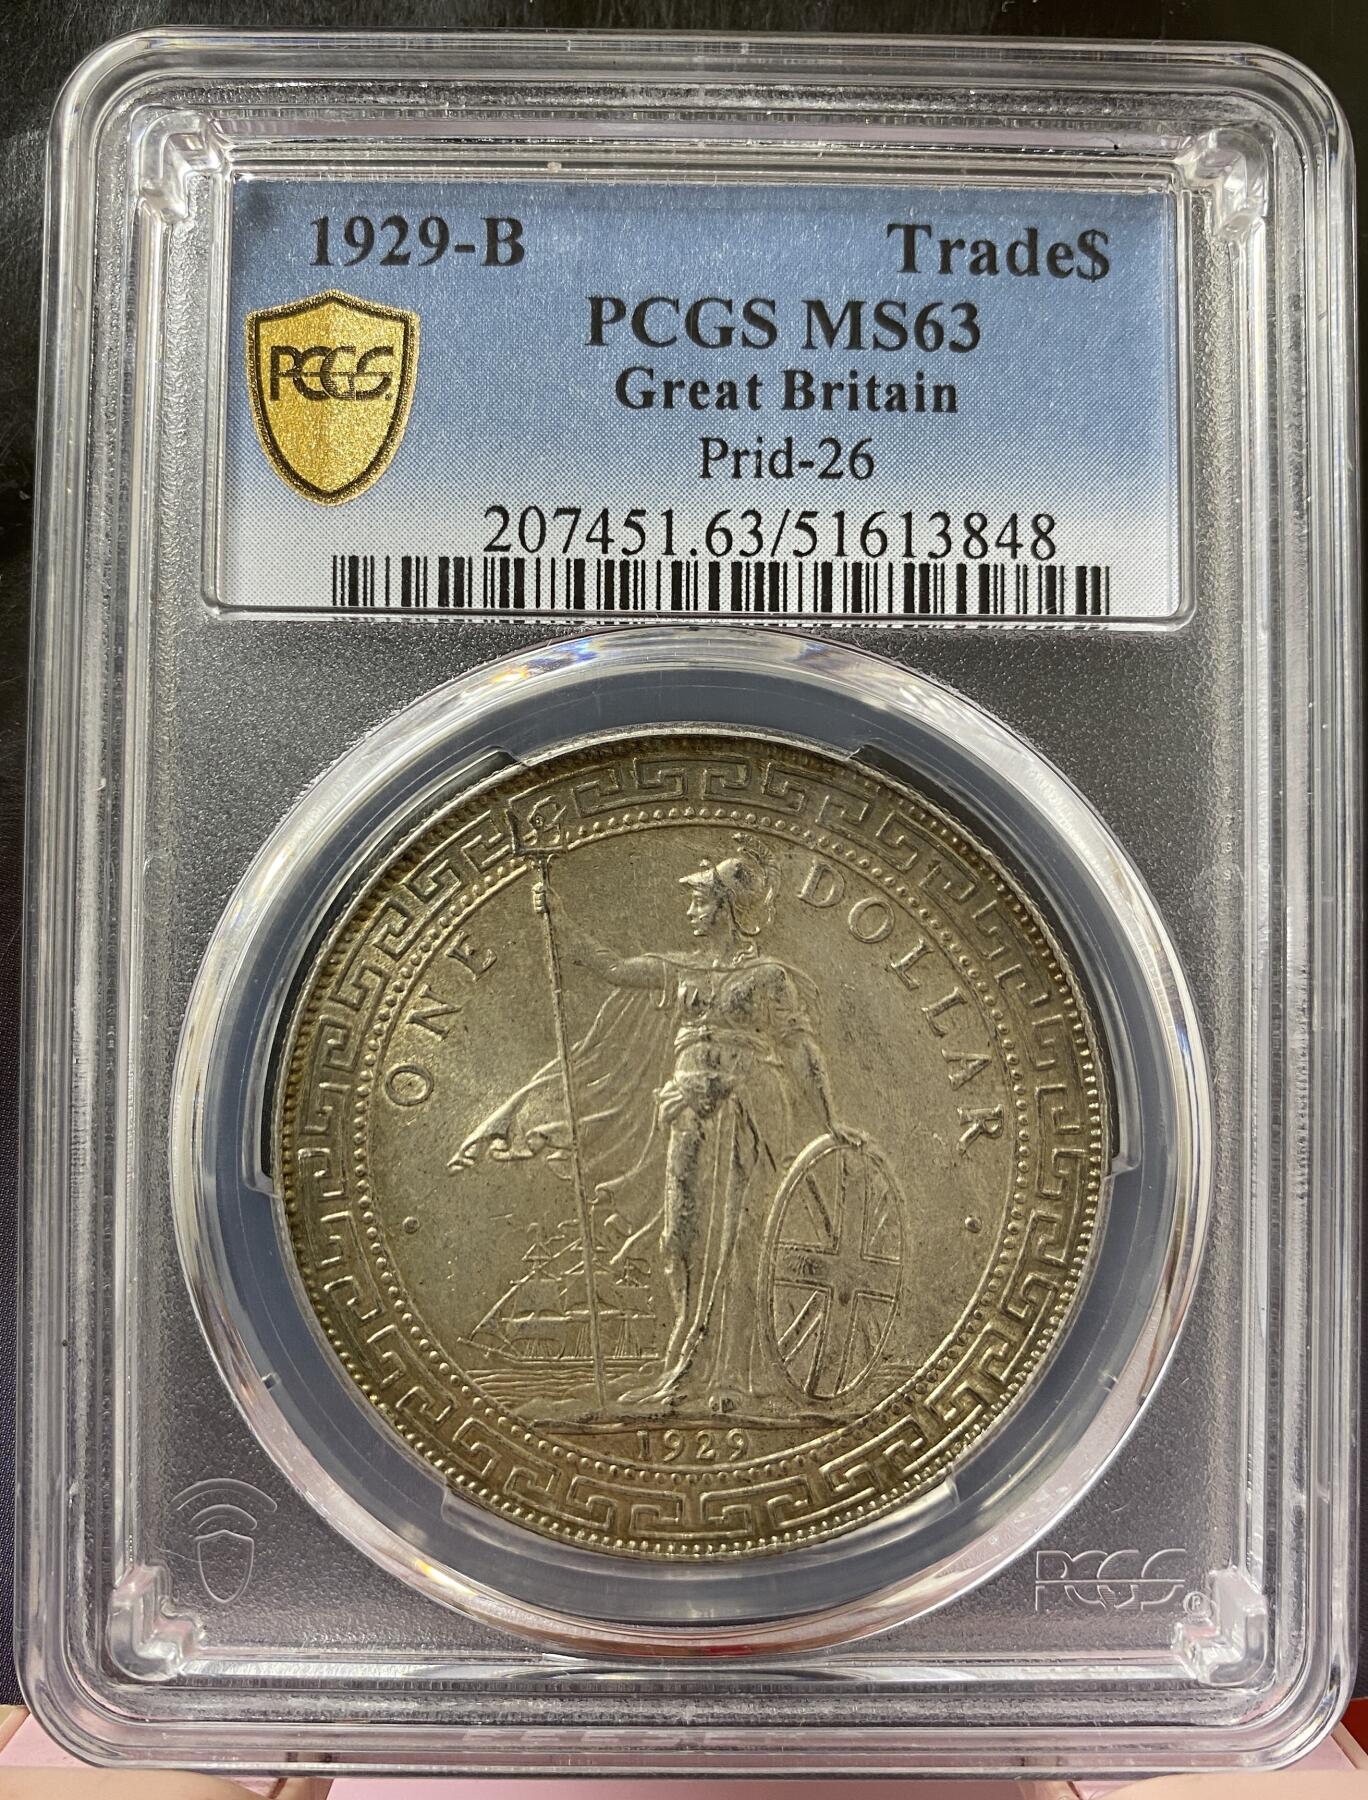 1929-B Trade$
PCGS MS63
PCGS
Great Britain
Prid-26
207451.63/51613848
ONE DOLLAR
1929
PCGS